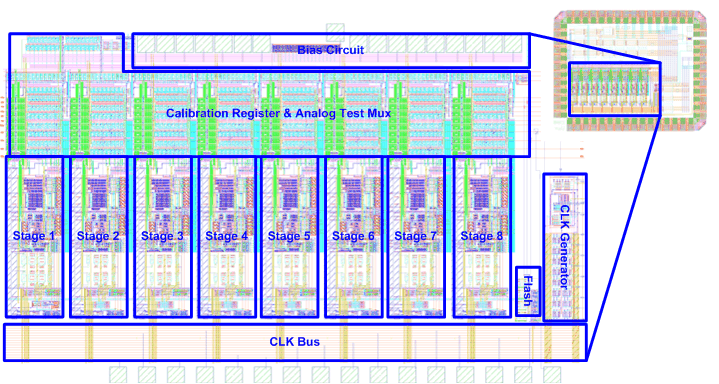 Bias Circuit
Calibration Register & Analog Test Mux
Stage 1
Stage 2
Stage 3
Stage 4
Stage 5
Stage 6
Stage 7
Stage 8
Flash
CLK Generator
CLK Bus